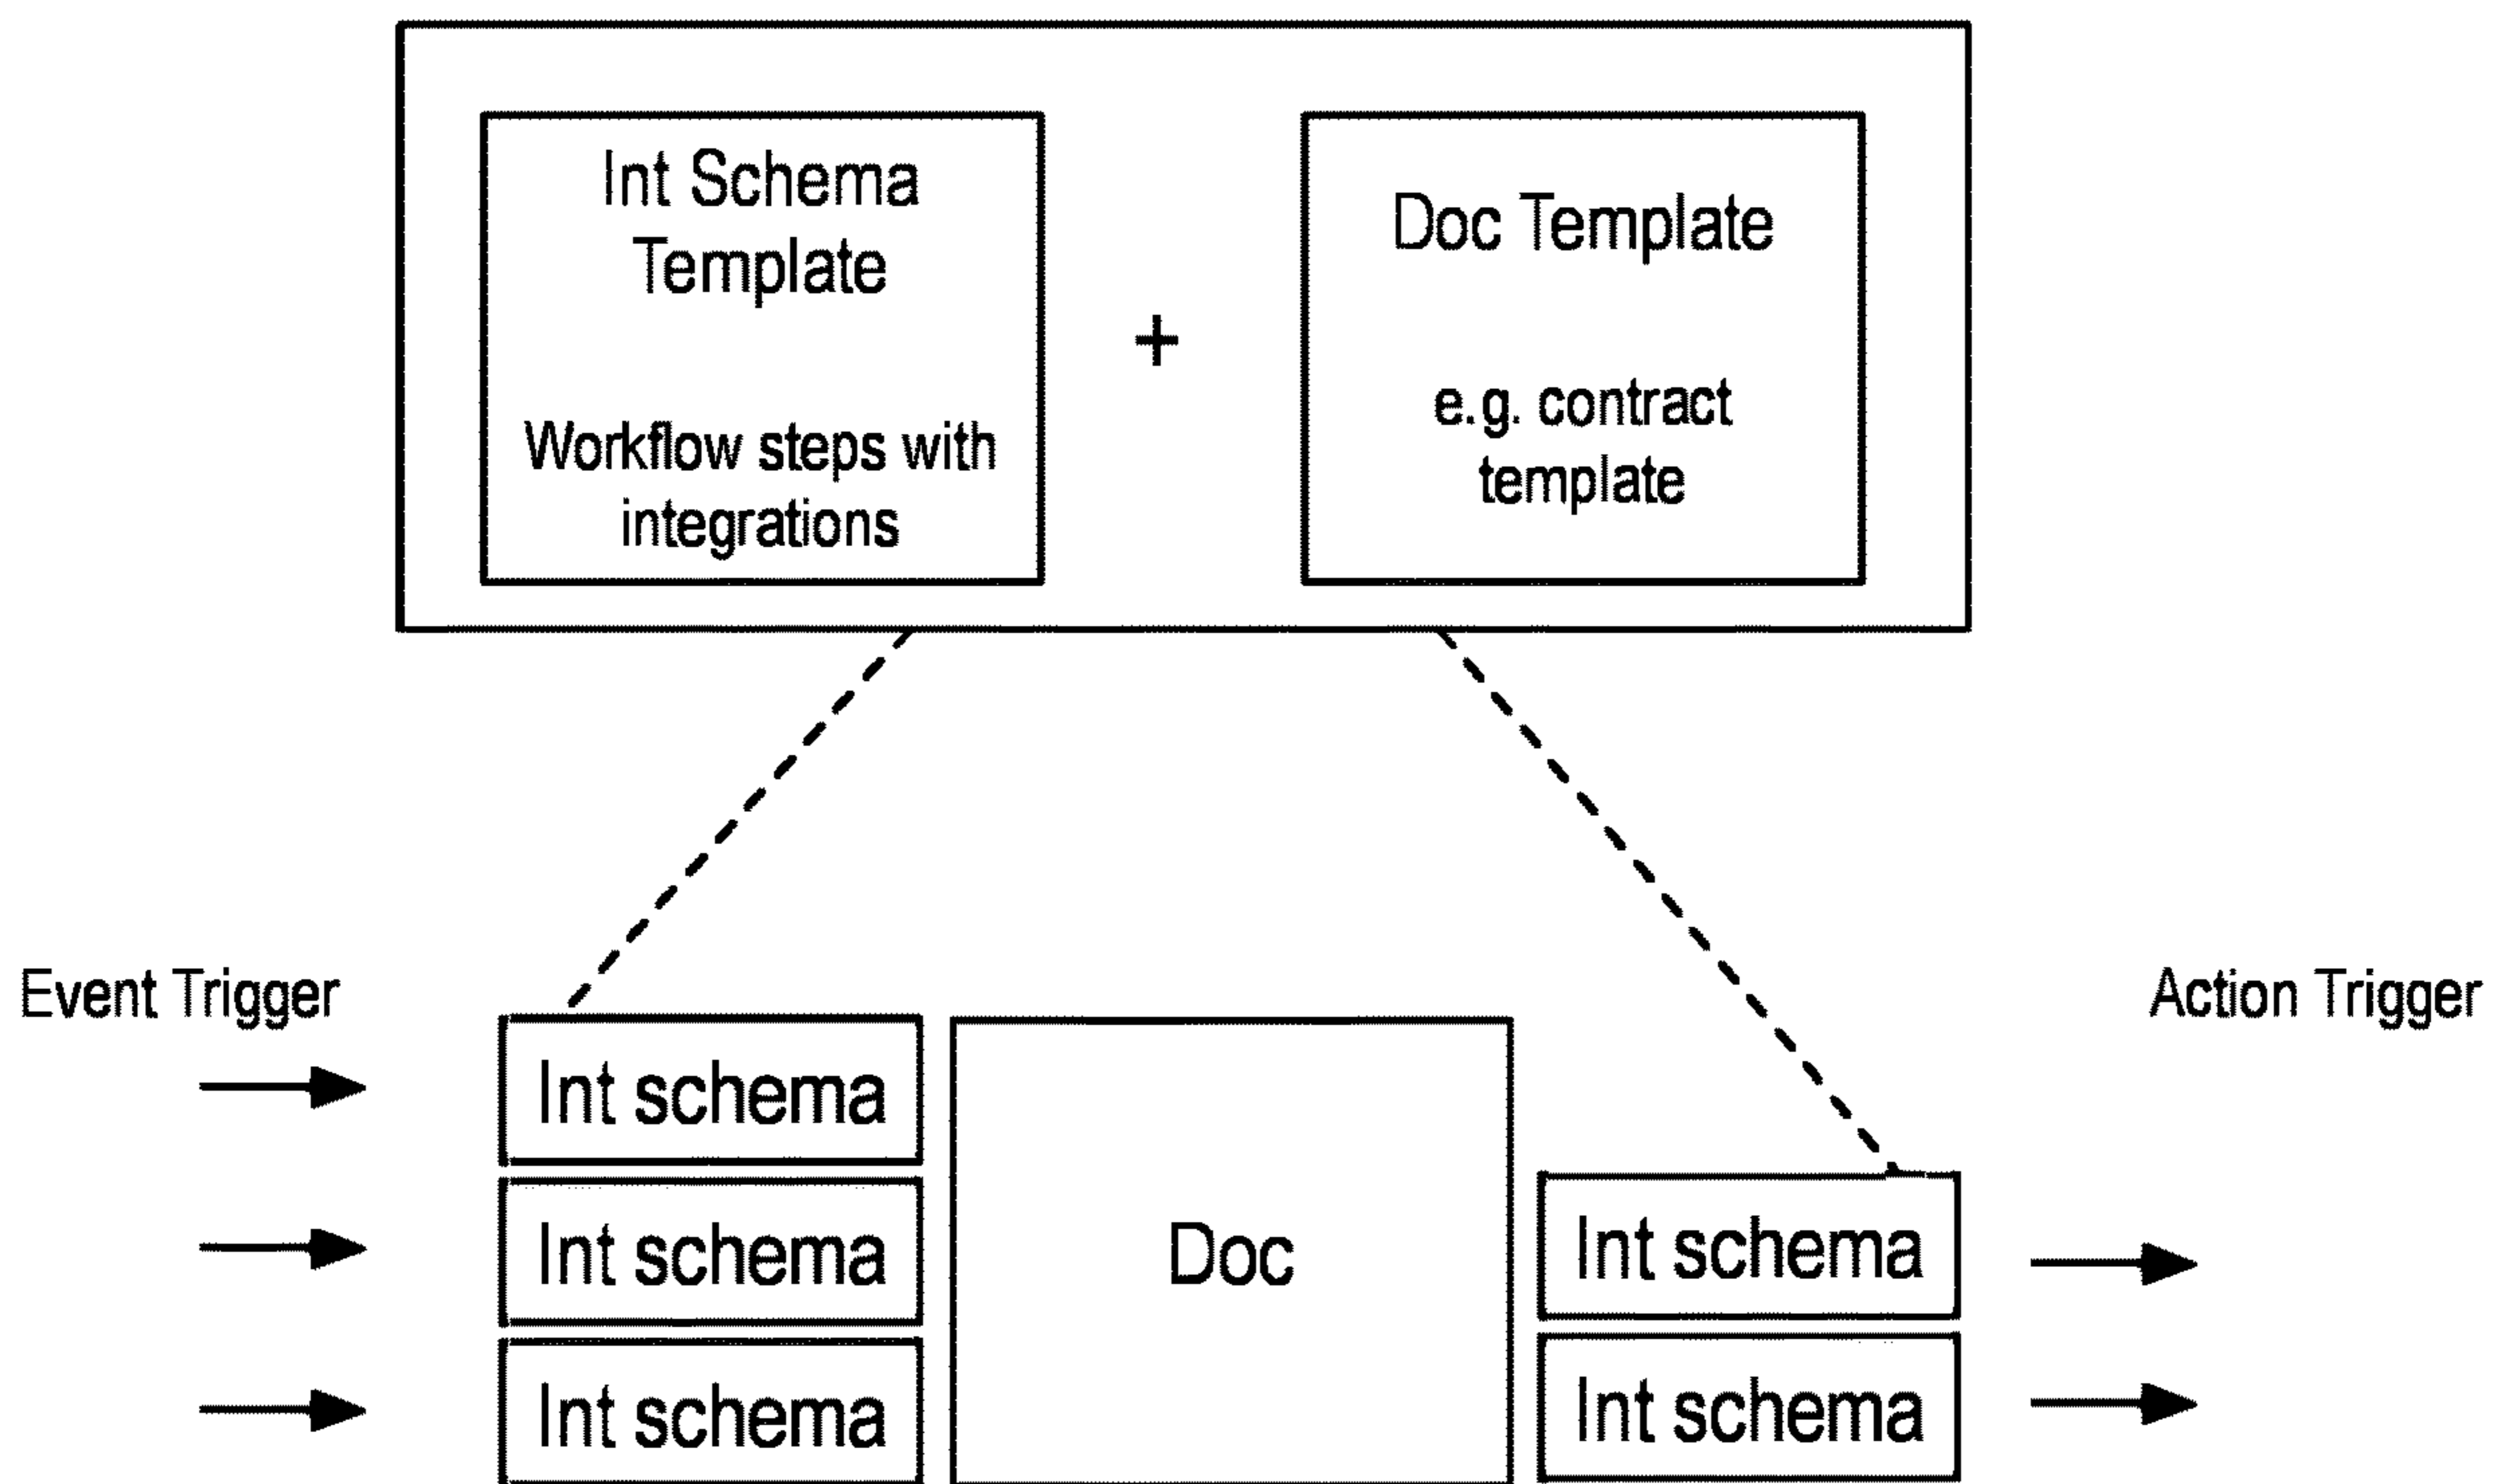 Int Schema
Template
Workflow steps with
integrations
+
Doc Template
e.g. contract
template
Event Trigger
Action Trigger
Int schema
Int schema
Int schema
Doc
Int schema
Int schema